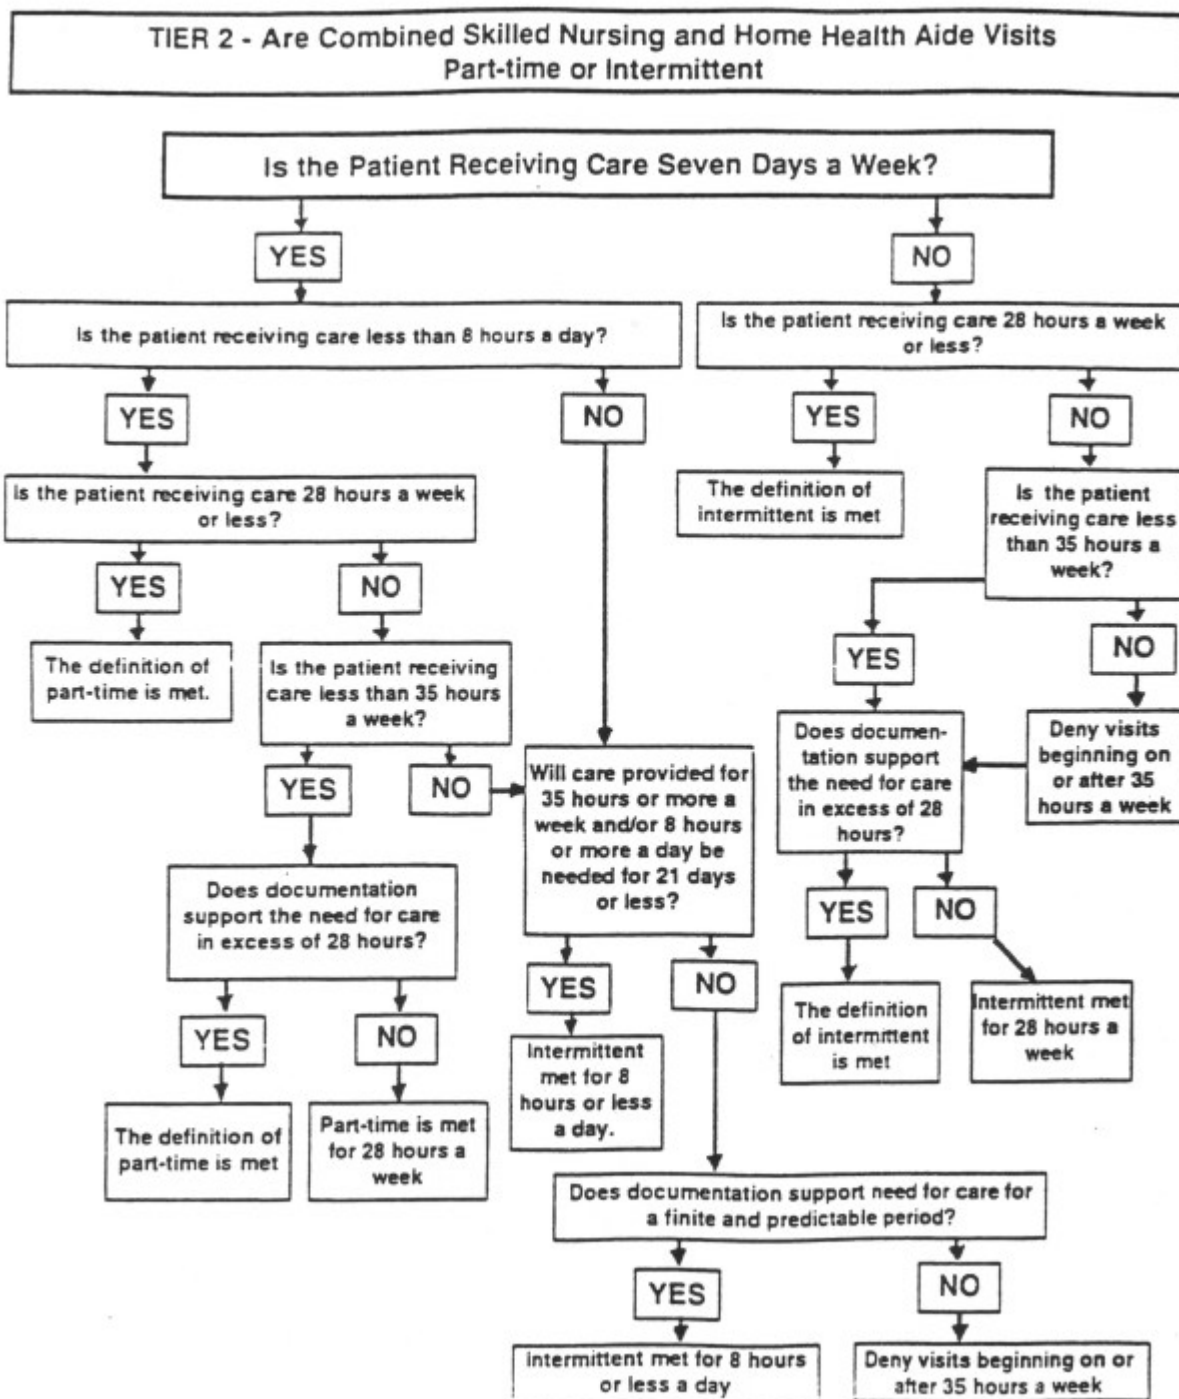 TIER 2 - Are Combined Skilled Nursing and Home Health Aide Visits
Part-time or Intermittent
Is the Patient Receiving Care Seven Days a Week?
YES
NO
Is the patient receiving care less than 8 hours a day?
Is the patient receiving care 28 hours a week
or less?
YES
NO
YES
NO
Is the patient receiving care 28 hours a week
or less?
The definition of
intermittent is met
Is the patient
receiving care less
than 35 hours a
week?
YES
NO
YES
NO
The definition of
part-time is met.
Is the patient receiving
care less than 35 hours
a week?
Does documen-
tation support
the need for care
in excess of 28
hours?
Deny visits
beginning on
or after 35
hours a week
YES
NO
Will care provided for
35 hours or more a
week and/or 8 hours
or more a day be
needed for 21 days
or less?
Does documentation
support the need for care
in excess of 28 hours?
YES
NO
YES
NO
The definition
of intermittent
is met
Intermittent met
for 28 hours a
week
YES
NO
Intermittent
met for 8
hours or less
a day.
The definition of
part-time is met
Part-time is met
for 28 hours a
week
Does documentation support need for care for
a finite and predictable period?
YES
NO
Intermittent met for 8 hours
or less a day
Deny visits beginning on or
after 35 hours a week